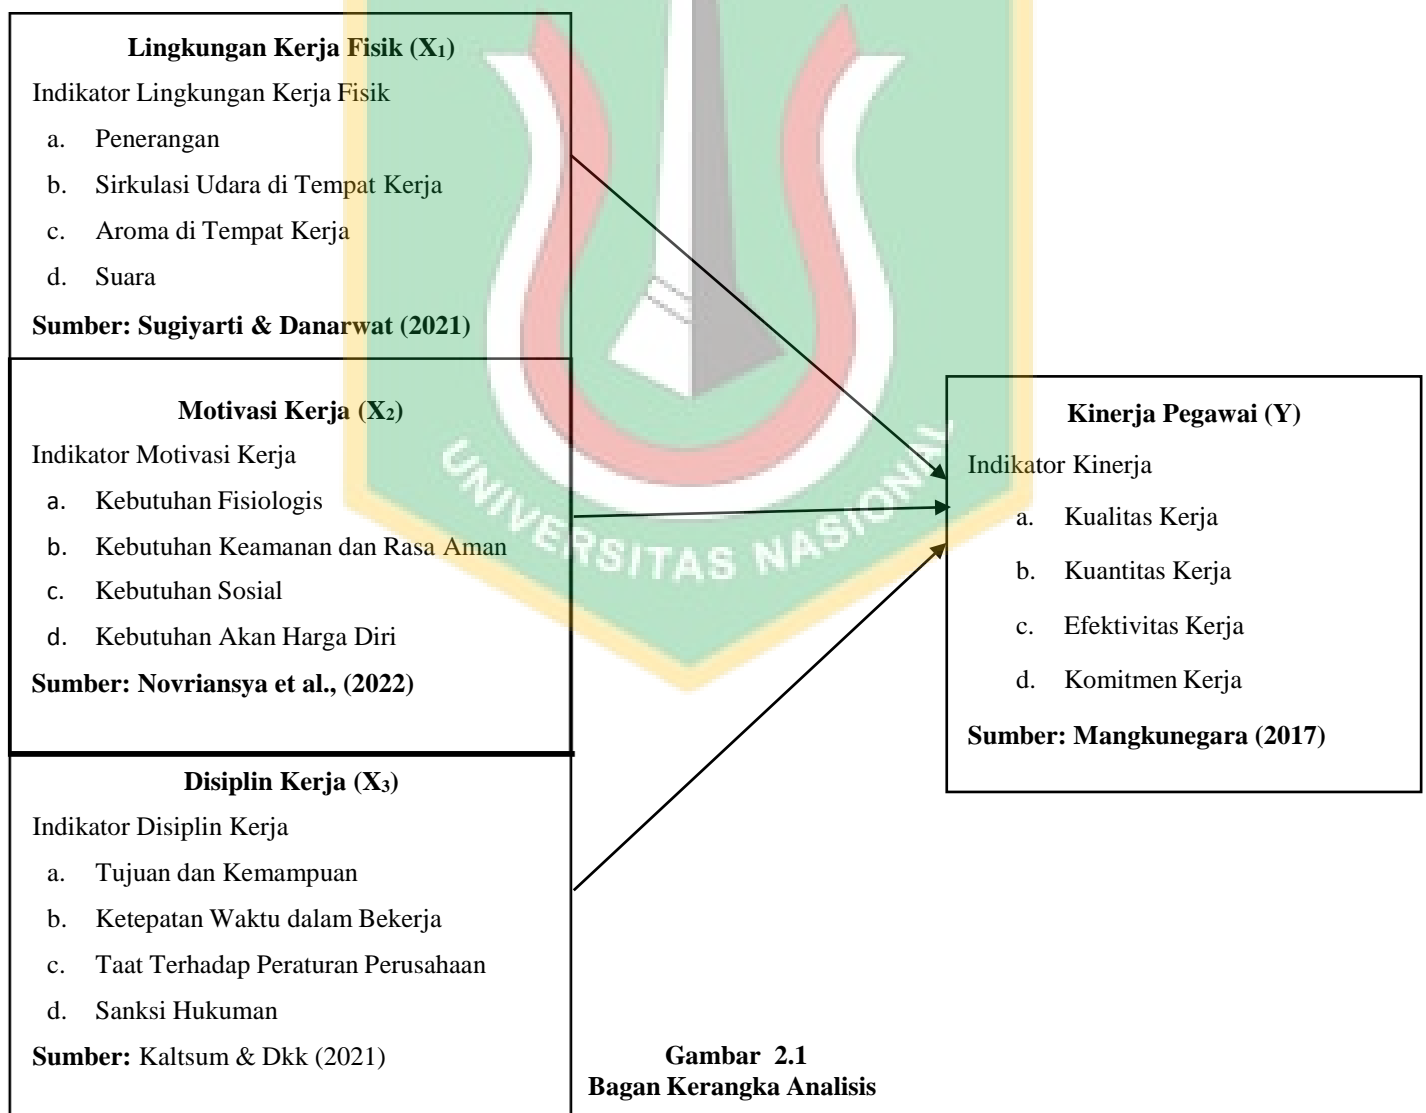 Lingkungan Kerja Fisik (X₁)
Indikator Lingkungan Kerja Fisik
a. Penerangan
b. Sirkulasi Udara di Tempat Kerja
c. Aroma di Tempat Kerja
d. Suara
Sumber: Sugiyarti & Danarwat (2021)
Motivasi Kerja (X₂)
Indikator Motivasi Kerja
a. Kebutuhan Fisiologis
b. Kebutuhan Keamanan dan Rasa Aman
c. Kebutuhan Sosial
d. Kebutuhan Akan Harga Diri
Sumber: Novriansya et al., (2022)
Disiplin Kerja (X₃)
Indikator Disiplin Kerja
a. Tujuan dan Kemampuan
b. Ketepatan Waktu dalam Bekerja
c. Taat Terhadap Peraturan Perusahaan
d. Sanksi Hukuman
Sumber: Kaltsum & Dkk (2021)
Kinerja Pegawai (Y)
Indikator Kinerja
a. Kualitas Kerja
b. Kuantitas Kerja
c. Efektivitas Kerja
d. Komitmen Kerja
Sumber: Mangkunegara (2017)
UNIVERSITAS NASIONAL
Gambar 2.1
Bagan Kerangka Analisis